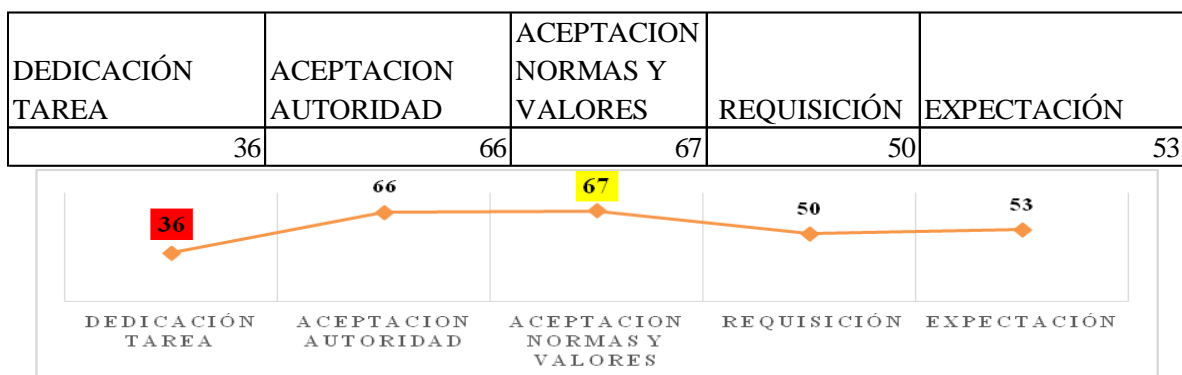 DEDICACIÓN TAREA
ACEPTACION AUTORIDAD
ACEPTACION NORMAS Y VALORES
REQUISICIÓN
EXPECTACIÓN
36
66
67
50
53
36
66
67
50
53
DEDICACIÓN TAREA
ACEPTACION AUTORIDAD
ACEPTACION NORMAS Y VALORES
REQUISICIÓN
EXPECTACIÓN